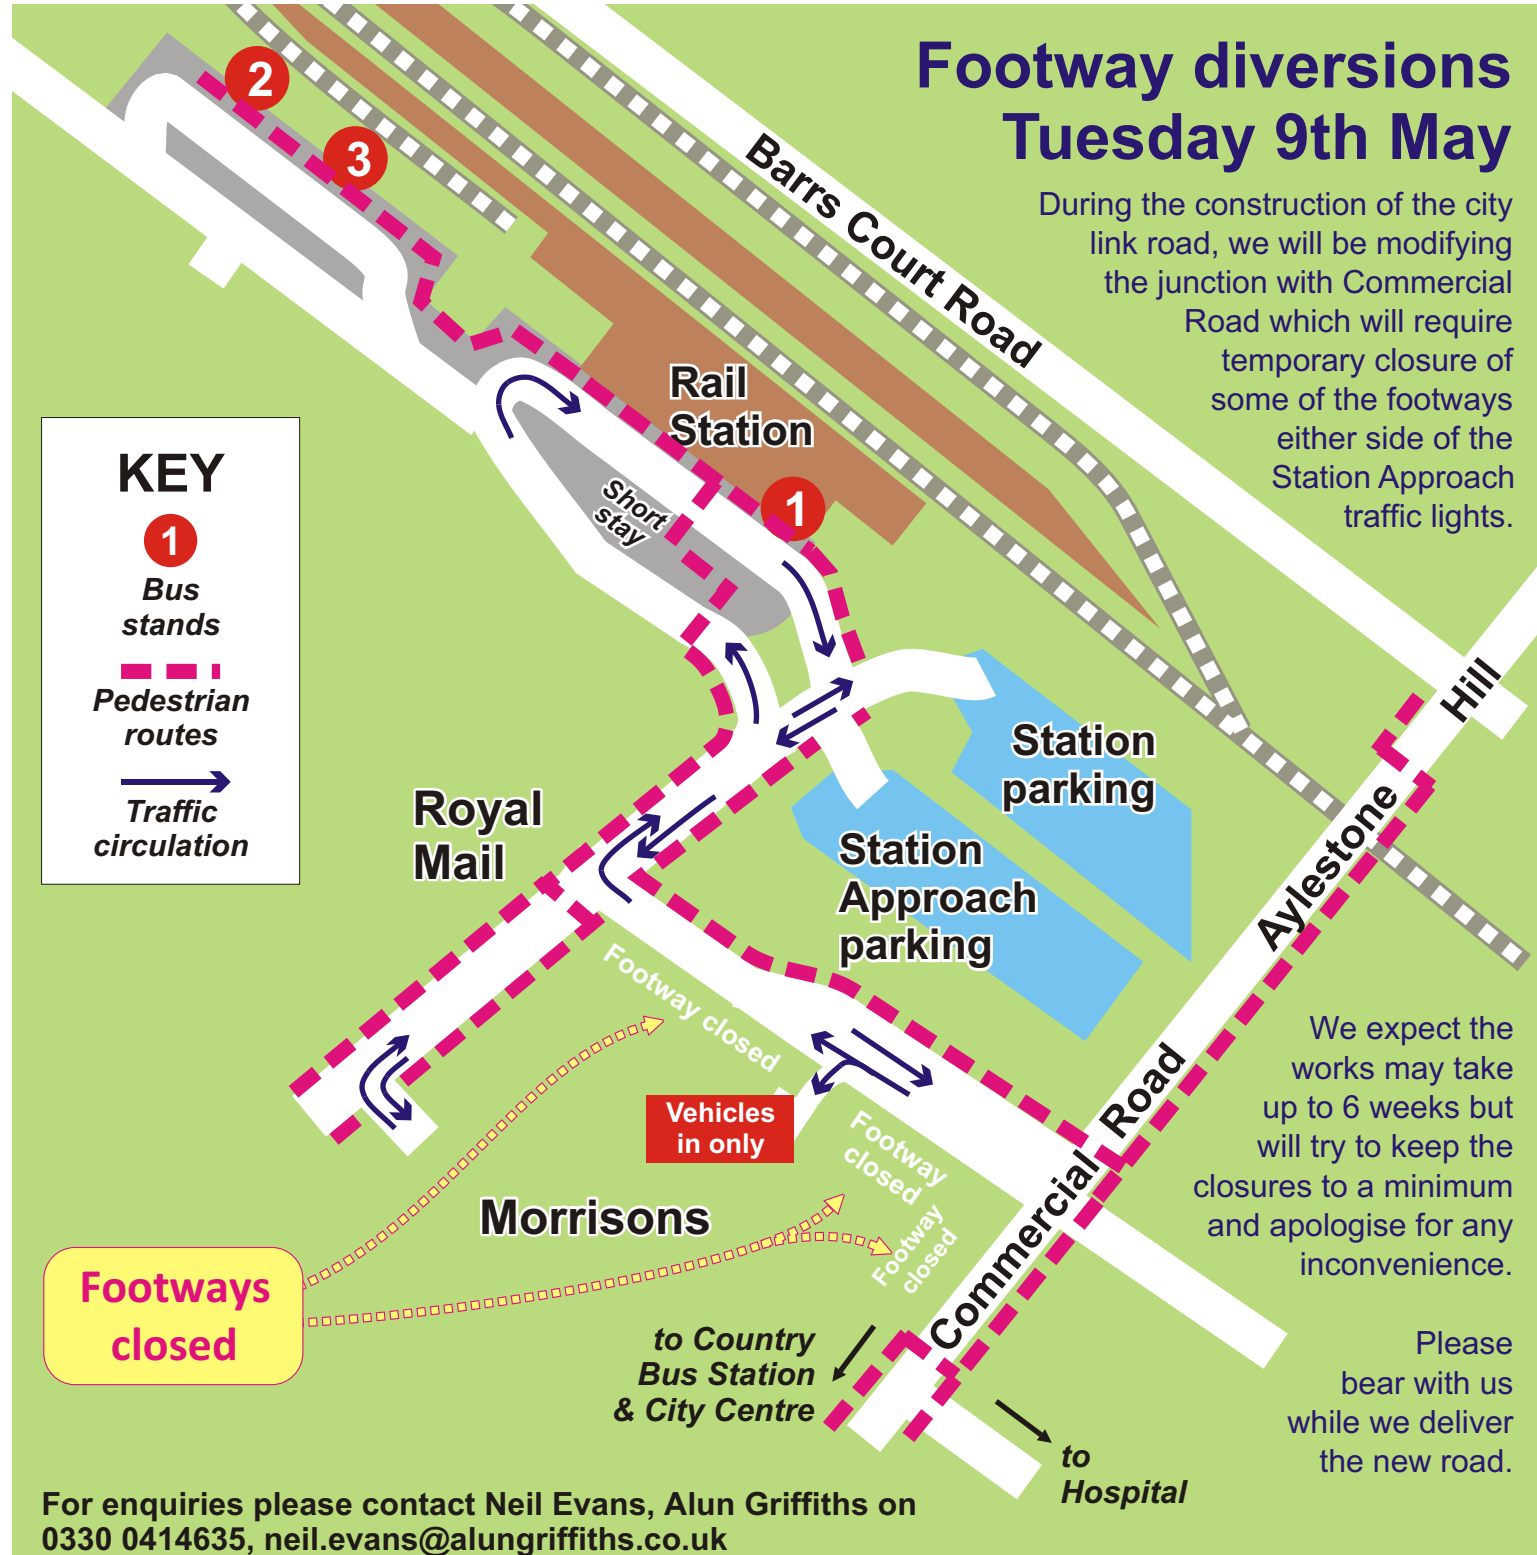 Footway diversions
Tuesday 9th May
During the construction of the city
link road, we will be modifying
the junction with Commercial
Road which will require
temporary closure of
some of the footways
either side of the
Station Approach
traffic lights.
2
3
Barrs Court Road
Rail
Station
Short
stay
1
KEY
1
Bus
stands
Pedestrian
routes
Traffic
circulation
Royal
Mail
Station
parking
Station
Approach
parking
Aylestone Hill
Footway closed
Vehicles
in only
Footway
closed
Footway
closed
Morrisons
Commercial Road
Footways
closed
to Country
Bus Station
& City Centre
to
Hospital
We expect the
works may take
up to 6 weeks but
will try to keep the
closures to a minimum
and apologise for any
inconvenience.
Please
bear with us
while we deliver
the new road.
For enquiries please contact Neil Evans, Alun Griffiths on
0330 0414635, neil.evans@alungriffiths.co.uk